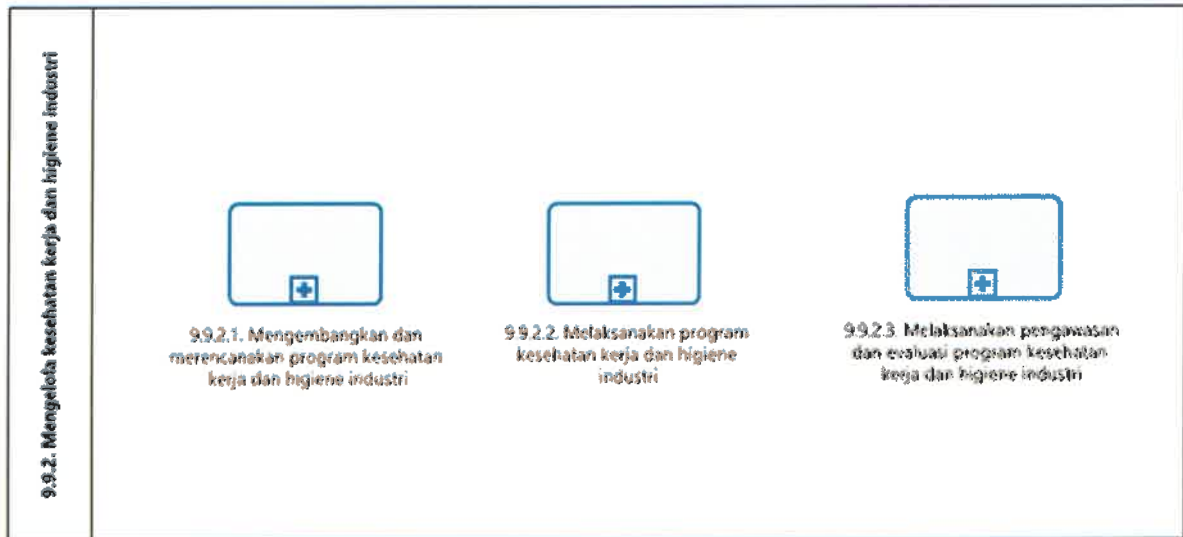 9.9.2. Mengelola kesehatan kerja dan higiene industri
9.9.2.1. Mengembangkan dan
merencanakan program kesehatan
kerja dan higiene industri
9.9.2.2. Melaksanakan program
kesehatan kerja dan higiene
industri
9.9.2.3. Melaksanakan pengawasan
dan evaluasi program kesehatan
kerja dan higiene industri